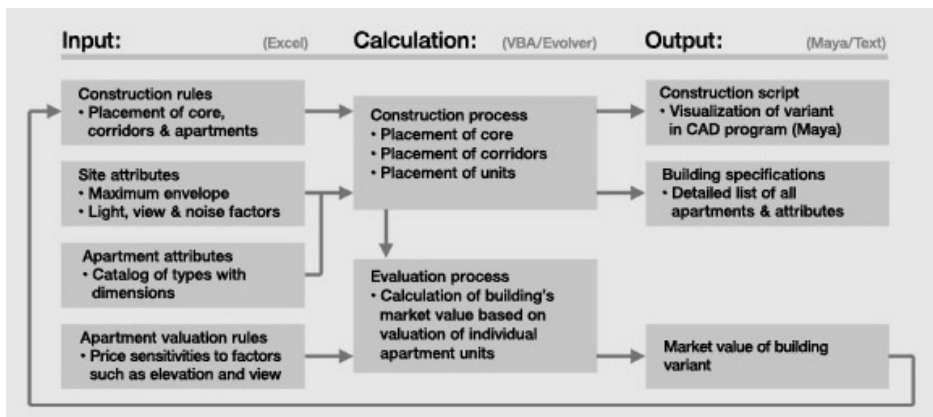 Input: (Excel)
Construction rules
• Placement of core,
corridors & apartments
Site attributes
• Maximum envelope
• Light, view & noise factors
Apartment attributes
• Catalog of types with
dimensions
Apartment valuation rules
• Price sensitivities to factors
such as elevation and view
Calculation: (VBA/Evolver)
Construction process
• Placement of core
• Placement of corridors
• Placement of units
Evaluation process
• Calculation of building's
market value based on
valuation of individual
apartment units
Output: (Maya/Text)
Construction script
• Visualization of variant
in CAD program (Maya)
Building specifications
• Detailed list of all
apartments & attributes
Market value of building
variant